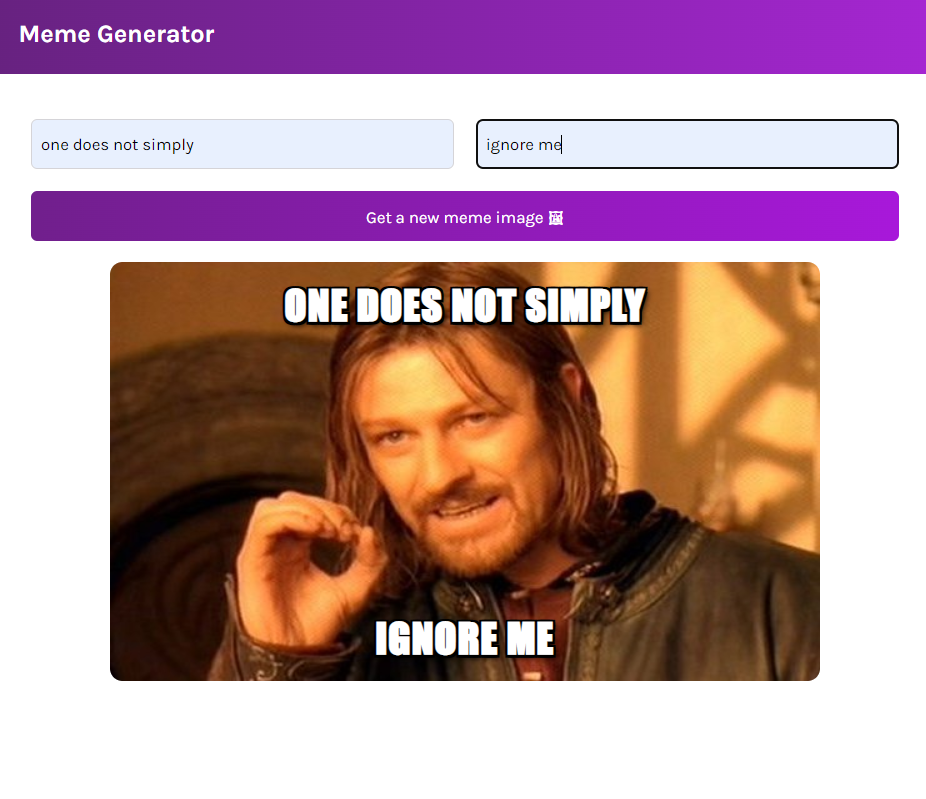 Meme Generator
one does not simply
ignore me
Get a new meme image 🖼
ONE DOES NOT SIMPLY
IGNORE ME